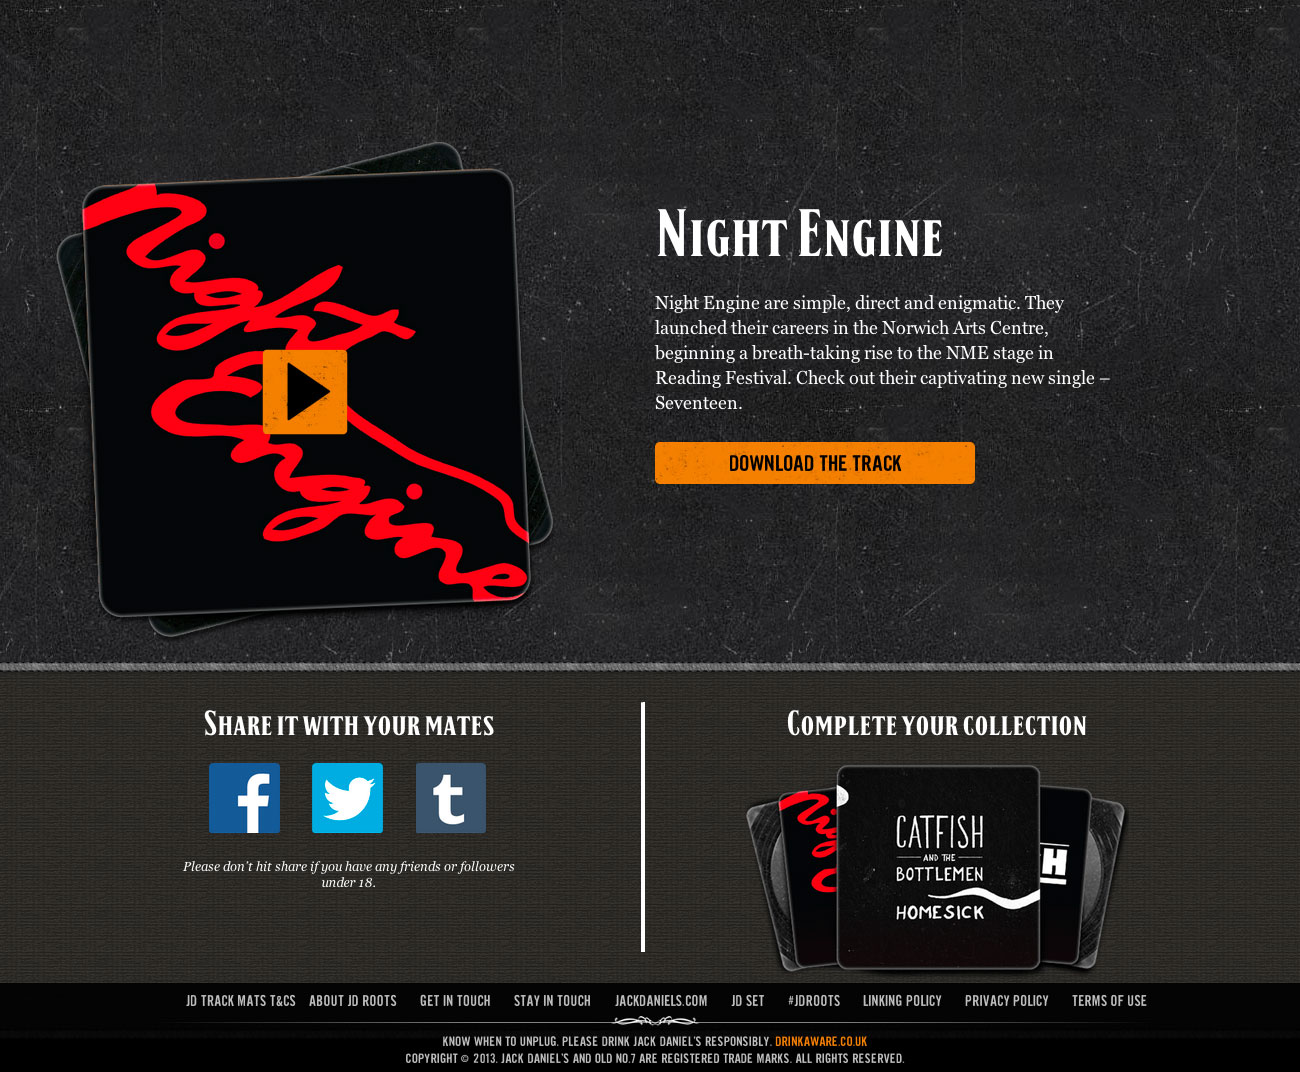 Night Engine
Night Engine
Night Engine are simple, direct and enigmatic. They
launched their careers in the Norwich Arts Centre,
beginning a breath-taking rise to the NME stage in
Reading Festival. Check out their captivating new single –
Seventeen.
DOWNLOAD THE TRACK
Share it with your mates
f
t
Please don't hit share if you have any friends or followers
under 18.
Complete your collection
CATFISH
AND THE
BOTTLEMEN
HOMESICK
H
JD TRACK MATS T&CS ABOUT JD ROOTS GET IN TOUCH STAY IN TOUCH JACKDANIELS.COM JD SET #JDROOTS LINKING POLICY PRIVACY POLICY TERMS OF USE
KNOW WHEN TO UNPLUG. PLEASE DRINK JACK DANIEL'S RESPONSIBLY. DRINKAWARE.CO.UK
COPYRIGHT © 2013. JACK DANIEL'S AND OLD NO.7 ARE REGISTERED TRADE MARKS. ALL RIGHTS RESERVED.